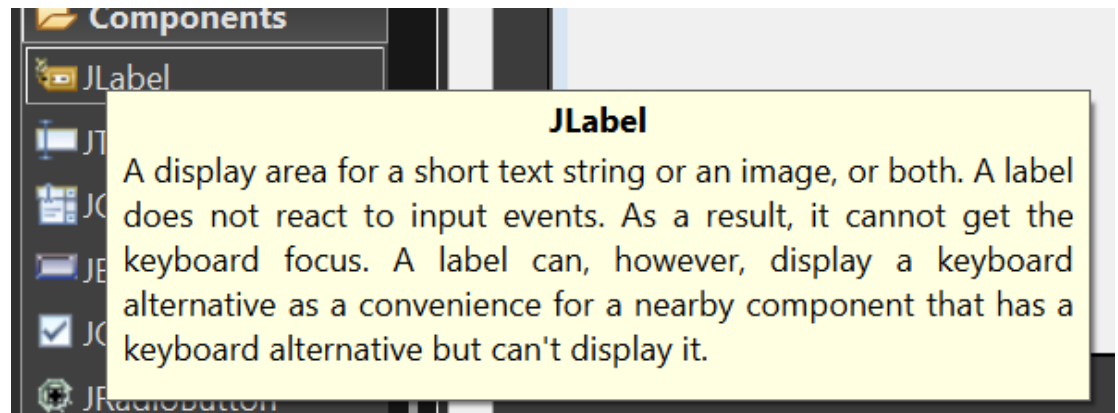 Components
JLabel
JLabel
A display area for a short text string or an image, or both. A label
does not react to input events. As a result, it cannot get the
keyboard focus. A label can, however, display a keyboard
alternative as a convenience for a nearby component that has a
keyboard alternative but can't display it.
JRadioButton